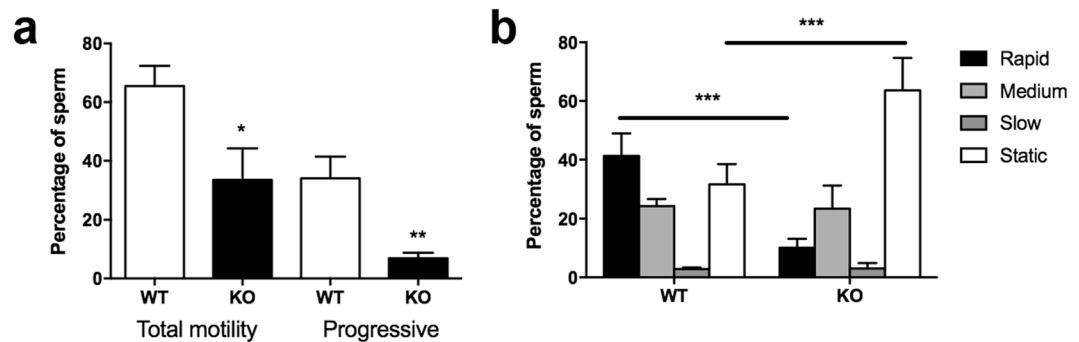 a
Percentage of sperm
80
60
40
20
0
*
**
WT
KO
WT
KO
Total motility
Progressive
b
Percentage of sperm
80
60
40
20
0
***
***
WT
KO
Rapid
Medium
Slow
Static